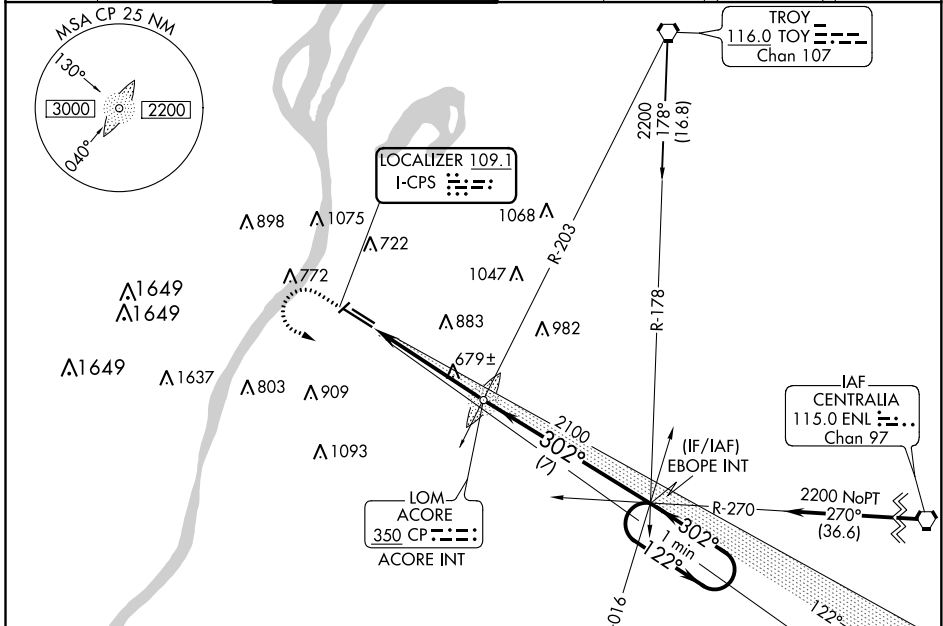 MSA CP 25 NM
130°
3000
2200
040°
TROY
116.0 TOY
Chan 107
2200
178°
(16.8)
LOCALIZER 109.1
I-CPS
898
1075
722
1068
R-203
772
1047
R-178
1649
1649
883
982
679±
1649
1637
803
909
IAF
CENTRALIA
115.0 ENL
Chan 97
2100
302°
(7)
1093
(IF/IAF)
EBOPE INT
LOM
ACORE
350 CP
ACORE INT
R-270
2200 NoPT
270°
(36.6)
302°
1 min
122°
-016
122°